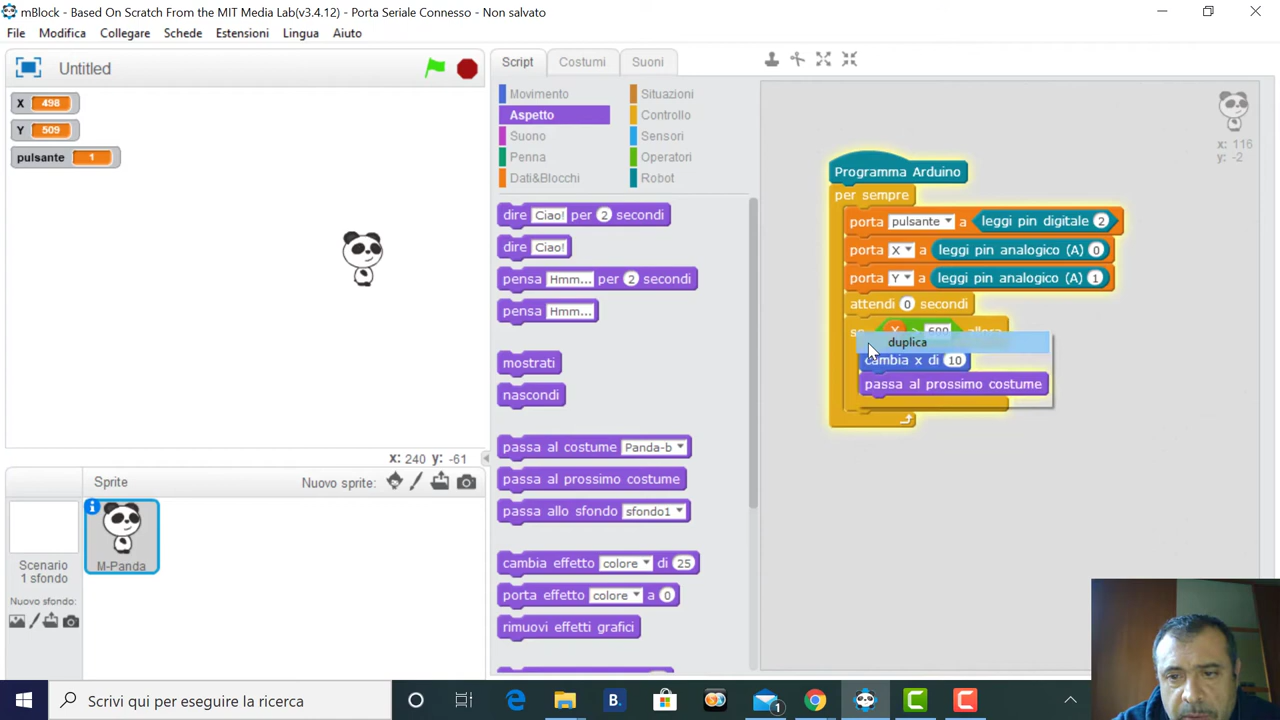 mBlock - Based On Scratch From the MIT Media Lab(v3.4.12) - Porta Seriale Connesso - Non salvato
File Modifica Collegare Schede Estensioni Lingua Aiuto
Untitled
X 498
Y 509
pulsante 1
x: 240 y: -61
Sprite Nuovo sprite:
Scenario
1 sfondo
Nuovo sfondo:
M-Panda
Script Costumi Suoni
Movimento Situazioni
Aspetto Controllo
Suono Sensori
Penna Operatori
Dati&Blocchi Robot
dire Ciao! per 2 secondi
dire Ciao!
pensa Hmm... per 2 secondi
pensa Hmm...
mostrati
nascondi
passa al costume Panda-b
passa al prossimo costume
passa allo sfondo sfondo1
cambia effetto colore di 25
porta effetto colore a 0
rimuovi effetti grafici
x: 116
y: -2
Programma Arduino
per sempre
porta pulsante a leggi pin digitale 2
porta X a leggi pin analogico (A) 0
porta Y a leggi pin analogico (A) 1
attendi 0 secondi
se X > 600 allora
duplica
cambia x di 10
passa al prossimo costume
Scrivi qui per eseguire la ricerca
B.
1